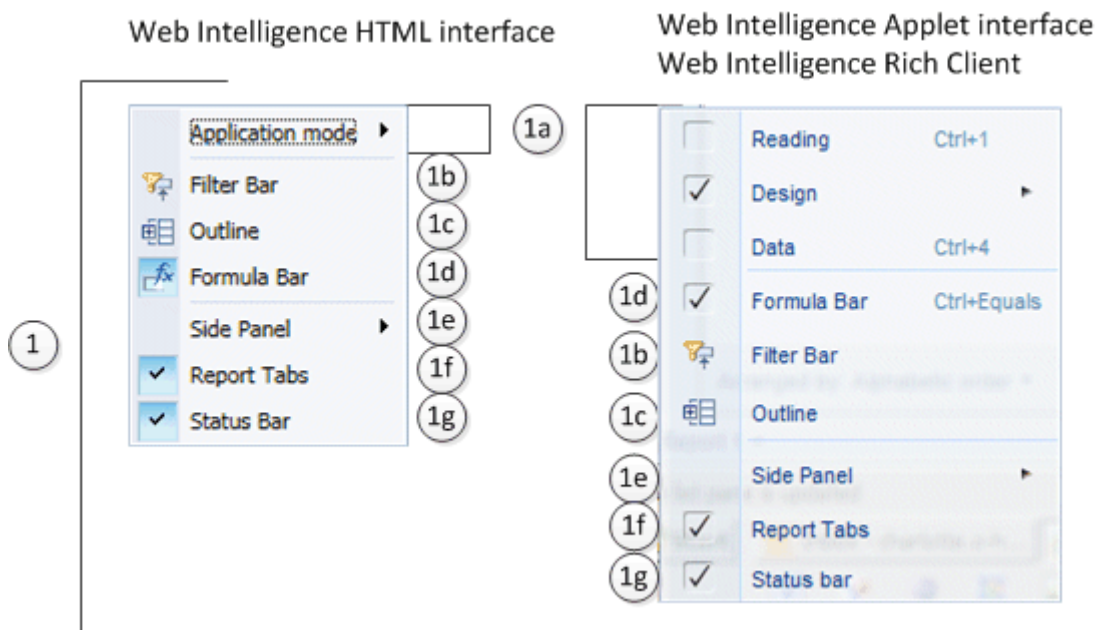 Web Intelligence HTML interface
Web Intelligence Applet interface
Web Intelligence Rich Client
1
Application mode
1a
Filter Bar
1b
Outline
1c
Formula Bar
1d
Side Panel
1e
Report Tabs
1f
Status Bar
1g
Reading Ctrl+1
Design
Data Ctrl+4
1d
Formula Bar Ctrl+Equals
1b
Filter Bar
1c
Outline
1e
Side Panel
1f
Report Tabs
1g
Status bar